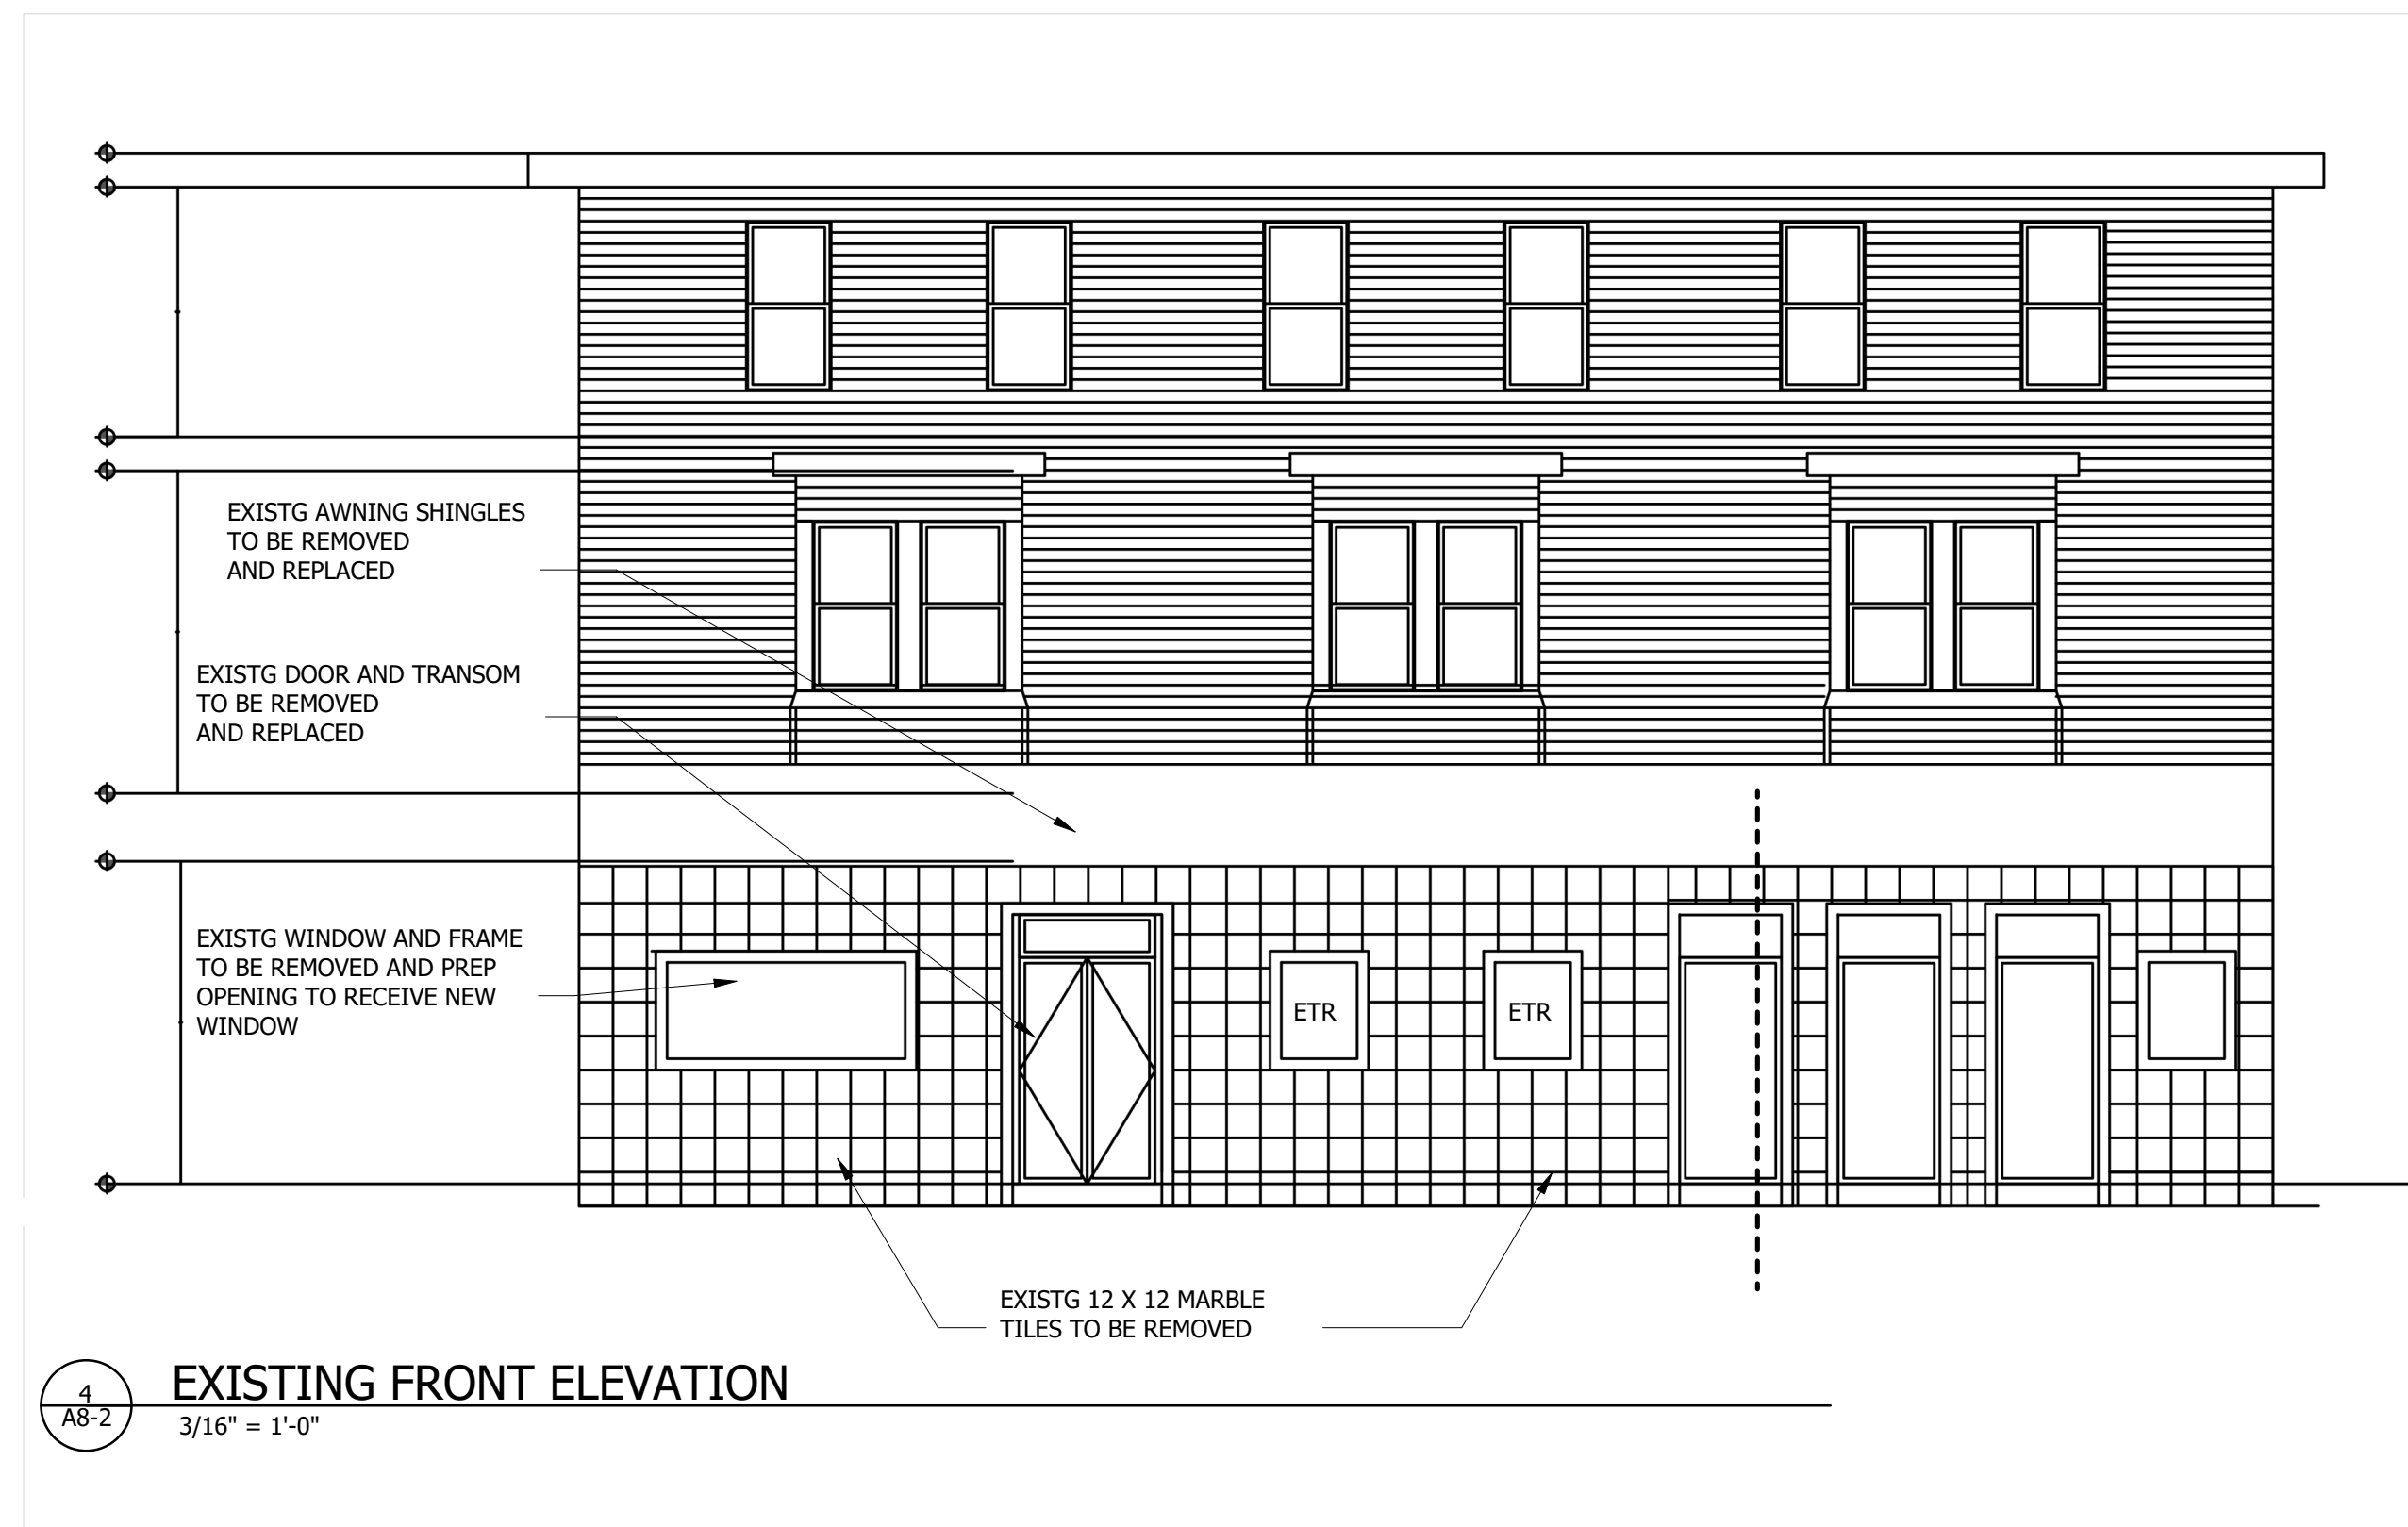 EXISTG AWNING SHINGLES
TO BE REMOVED
AND REPLACED
EXISTG DOOR AND TRANSOM
TO BE REMOVED
AND REPLACED
EXISTG WINDOW AND FRAME
TO BE REMOVED AND PREP
OPENING TO RECEIVE NEW
WINDOW
ETR
ETR
EXISTG 12 X 12 MARBLE
TILES TO BE REMOVED
4
A8-2
EXISTING FRONT ELEVATION
3/16" = 1'-0"